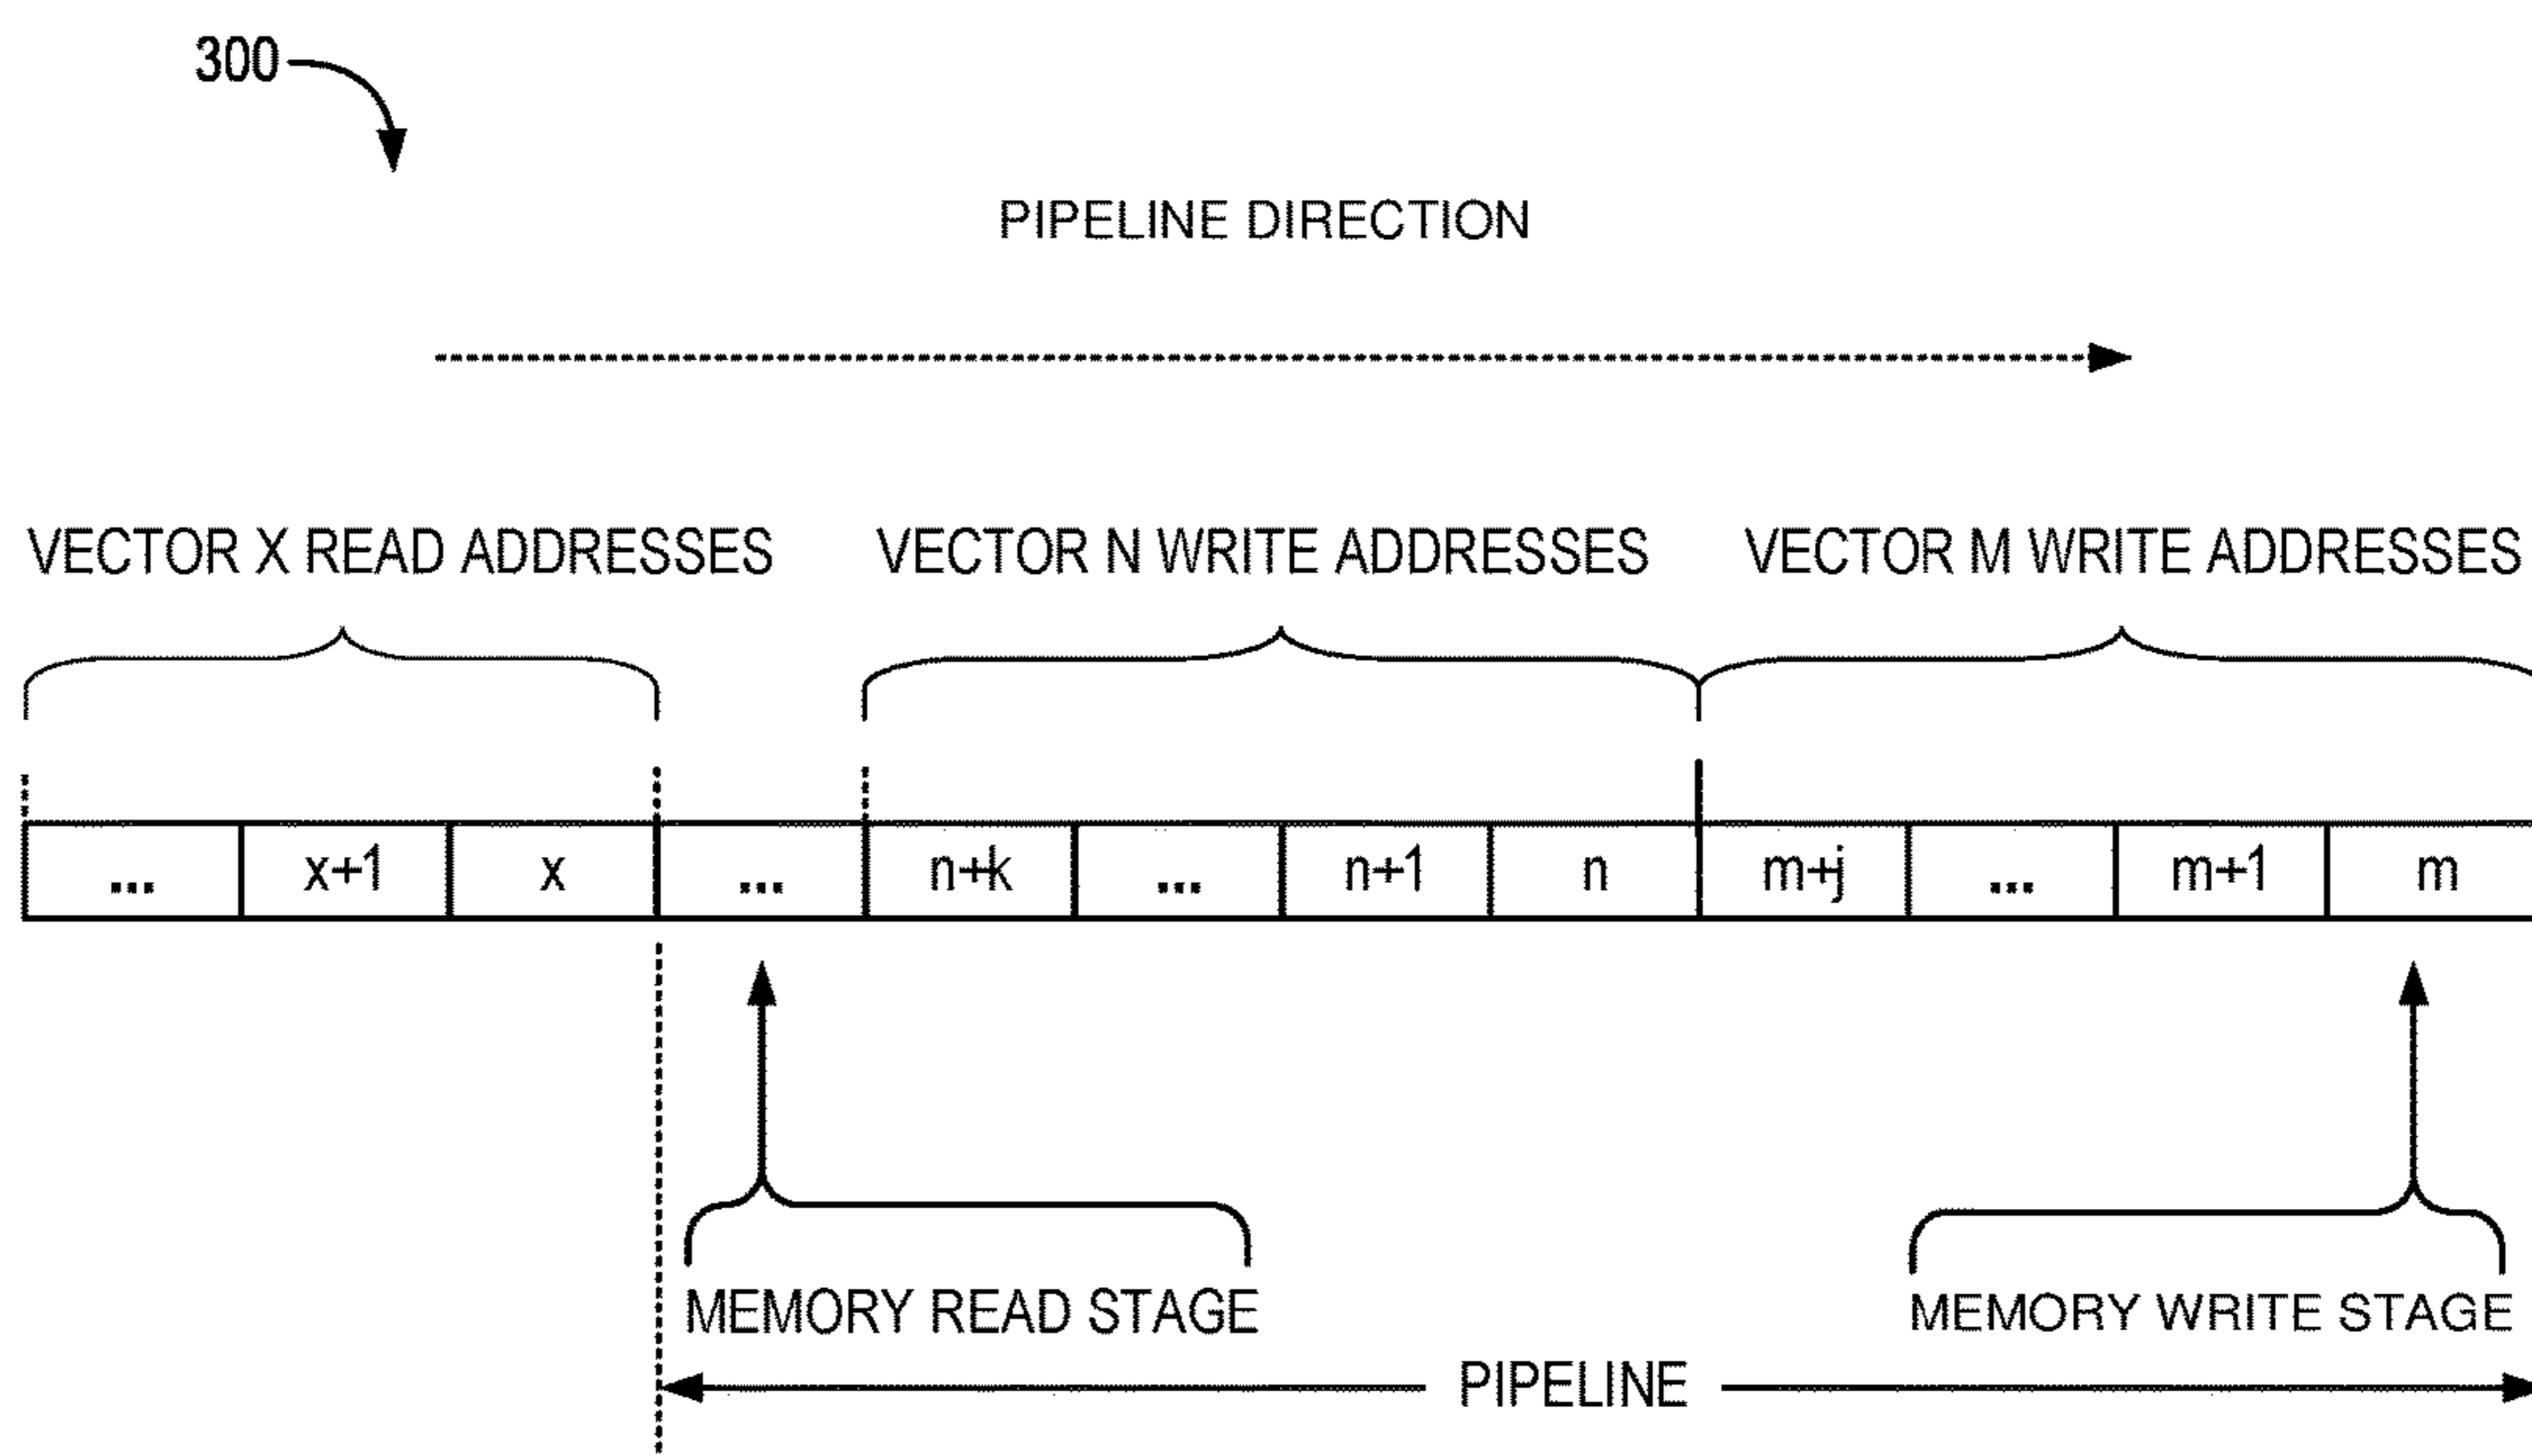 300
PIPELINE DIRECTION
VECTOR X READ ADDRESSES VECTOR N WRITE ADDRESSES VECTOR M WRITE ADDRESSES
... x+1 x ... n+k ... n+1 n m+j ... m+1 m
MEMORY READ STAGE MEMORY WRITE STAGE
PIPELINE